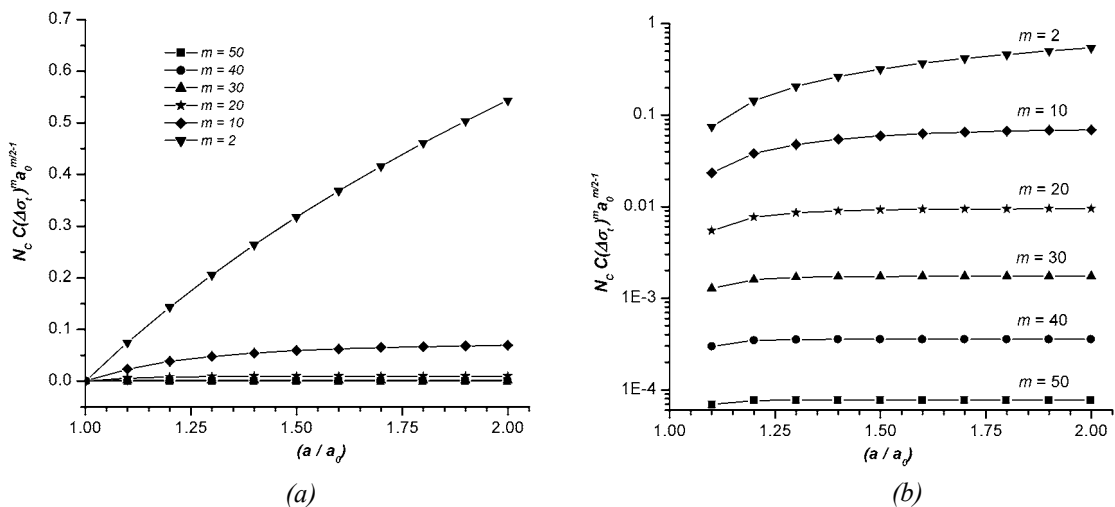 0.7
0.6
0.5
0.4
0.3
0.2
0.1
0.0
N_c C(Δσ_t)^m a_0^{m/2-1}
m = 50
m = 40
m = 30
m = 20
m = 10
m = 2
1.00 1.25 1.50 1.75 2.00
(a / a_0)
(a)
1
0.1
0.01
1E-3
1E-4
N_c C(Δσ_t)^m a_0^{m/2-1}
m = 2
m = 10
m = 20
m = 30
m = 40
m = 50
1.00 1.25 1.50 1.75 2.00
(a / a_0)
(b)